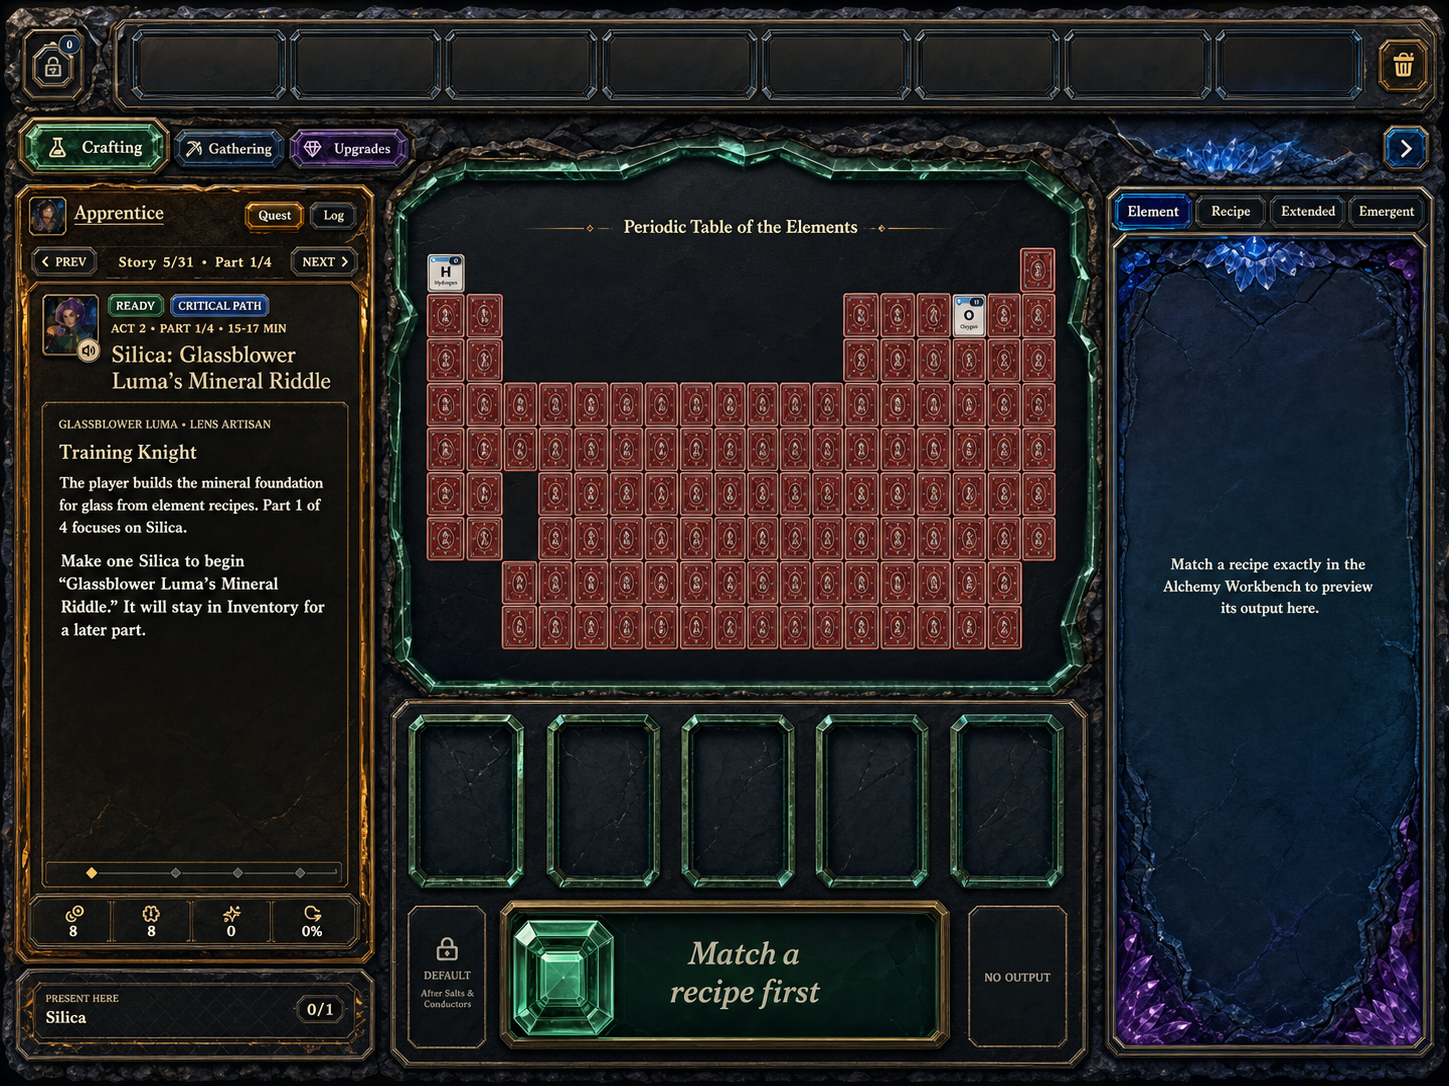 0
Crafting
Gathering
Upgrades
Apprentice
Quest
Log
PREV
Story 5/31 • Part 1/4
NEXT
READY
CRITICAL PATH
ACT 2 • PART 1/4 • 15-17 MIN
Silica: Glassblower
Luma's Mineral Riddle
GLASSBLOWER LUMA • LENS ARTISAN
Training Knight
The player builds the mineral foundation
for glass from element recipes. Part 1 of
4 focuses on Silica.
Make one Silica to begin
“Glassblower Luma's Mineral
Riddle.” It will stay in Inventory for
a later part.
8
8
0
0%
PRESENT HERE
Silica
0/1
Periodic Table of the Elements
0
H
Hydrogen
O
Oxygen
DEFAULT
After Salts &
Conductors
Match a
recipe first
NO OUTPUT
Element
Recipe
Extended
Emergent
Match a recipe exactly in the
Alchemy Workbench to preview
its output here.